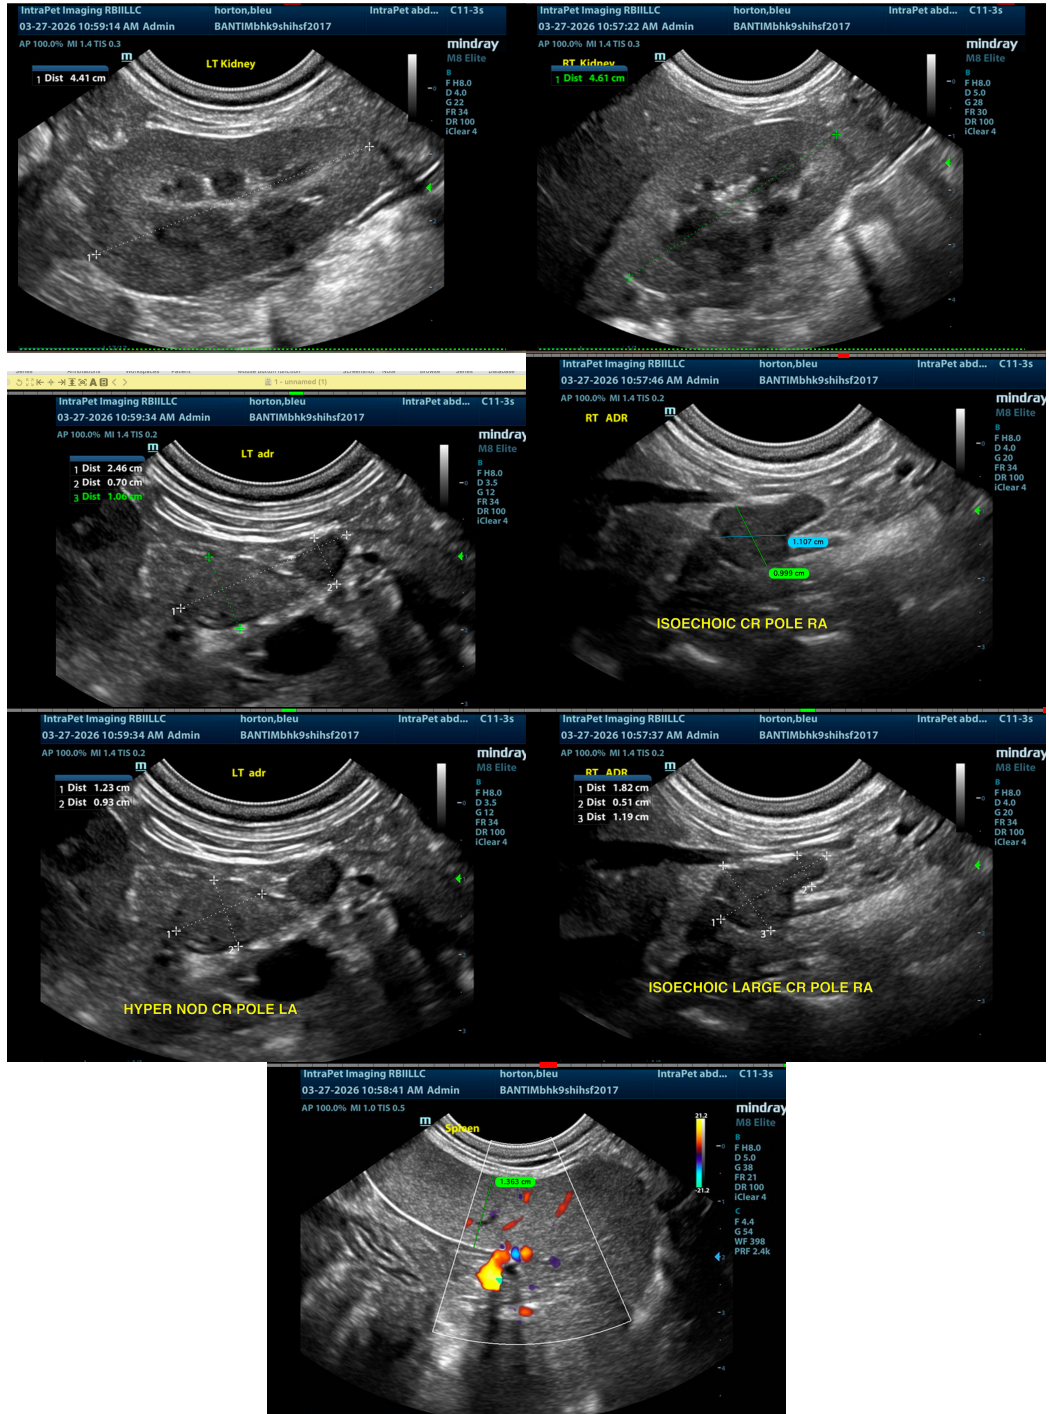 IntraPet Imaging RBIILLC horton,bleu IntraPet abd... C11-3s
03-27-2026 10:59:14 AM Admin BANTIMbhk9shihsf2017
AP 100.0% MI 1.4 TIS 0.3
mindray
M8 Elite
m
LT Kidney
1 Dist 4.41 cm
B
F H8.0
D 4.0
G 22
FR 34
DR 100
iClear 4
0
1
IntraPet Imaging RBIILLC horton,bleu IntraPet abd... C11-3s
03-27-2026 10:57:22 AM Admin BANTIMbhk9shihsf2017
AP 100.0% MI 1.4 TIS 0.3
mindray
M8 Elite
m
RT Kidney
1 Dist 4.61 cm
B
F H8.0
D 5.0
G 28
FR 30
DR 100
iClear 4
1 - unnamed (1)
IntraPet Imaging RBIILLC horton,bleu IntraPet abd... C11-3s
03-27-2026 10:59:34 AM Admin BANTIMbhk9shihsf2017
AP 100.0% MI 1.4 TIS 0.2
mindray
M8 Elite
m
LT adr
1 Dist 2.46 cm
2 Dist 0.70 cm
3 Dist 1.06 cm
B
F H8.0
D 3.5
G 12
FR 34
DR 100
iClear 4
1
2
IntraPet Imaging RBIILLC horton,bleu IntraPet abd... C11-3s
03-27-2026 10:57:46 AM Admin BANTIMbhk9shihsf2017
AP 100.0% MI 1.4 TIS 0.2
mindray
M8 Elite
m
RT ADR
B
F H8.0
D 4.0
G 20
FR 34
DR 100
iClear 4
1.107 cm
0.999 cm
ISOECHOIC CR POLE RA
IntraPet Imaging RBIILLC horton,bleu IntraPet abd... C11-3s
03-27-2026 10:59:34 AM Admin BANTIMbhk9shihsf2017
AP 100.0% MI 1.4 TIS 0.2
mindray
M8 Elite
m
LT adr
1 Dist 1.23 cm
2 Dist 0.93 cm
B
F H8.0
D 3.5
G 12
FR 34
DR 100
iClear 4
1
2
HYPER NOD CR POLE LA
IntraPet Imaging RBIILLC horton,bleu IntraPet abd... C11-3s
03-27-2026 10:57:37 AM Admin BANTIMbhk9shihsf2017
AP 100.0% MI 1.4 TIS 0.2
mindray
M8 Elite
m
RT ADR
1 Dist 1.82 cm
2 Dist 0.51 cm
3 Dist 1.19 cm
B
F H8.0
D 4.0
G 20
FR 34
DR 100
iClear 4
2
1
3
ISOECHOIC LARGE CR POLE RA
IntraPet Imaging RBIILLC horton,bleu IntraPet abd... C11-3s
03-27-2026 10:58:41 AM Admin BANTIMbhk9shihsf2017
AP 100.0% MI 1.0 TIS 0.5
mindray
M8 Elite
m
Spleen
21.2
-21.2
1.363 cm
B
F H8.0
D 5.0
G 38
FR 21
DR 100
iClear 4
C
F 4.4
G 54
WF 398
PRF 2.4k